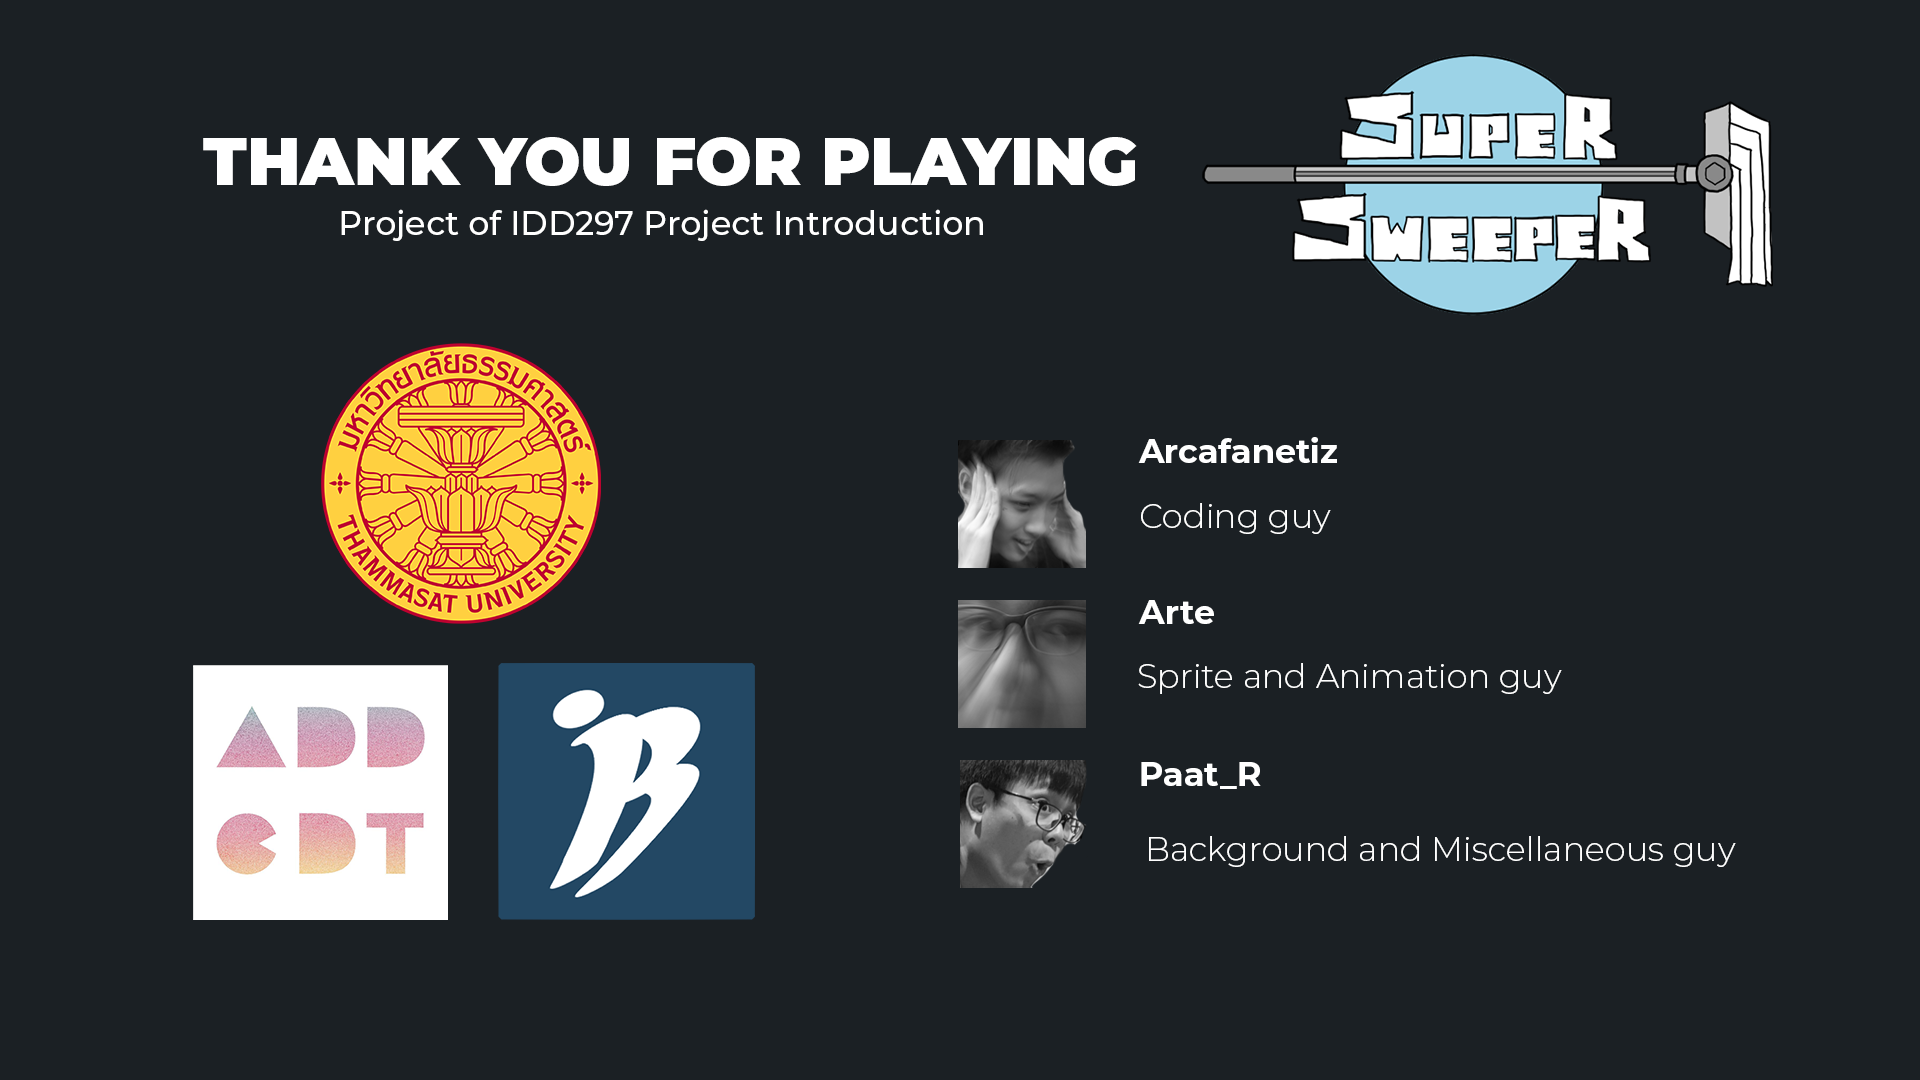 THANK YOU FOR PLAYING
Project of IDD297 Project Introduction
SUPER
SWEEPER
มหาวิทยาลัยธรรมศาสตร์
THAMMASAT UNIVERSITY
ADD
CDT
Arcafanetiz
Coding guy
Arte
Sprite and Animation guy
Paat_R
Background and Miscellaneous guy